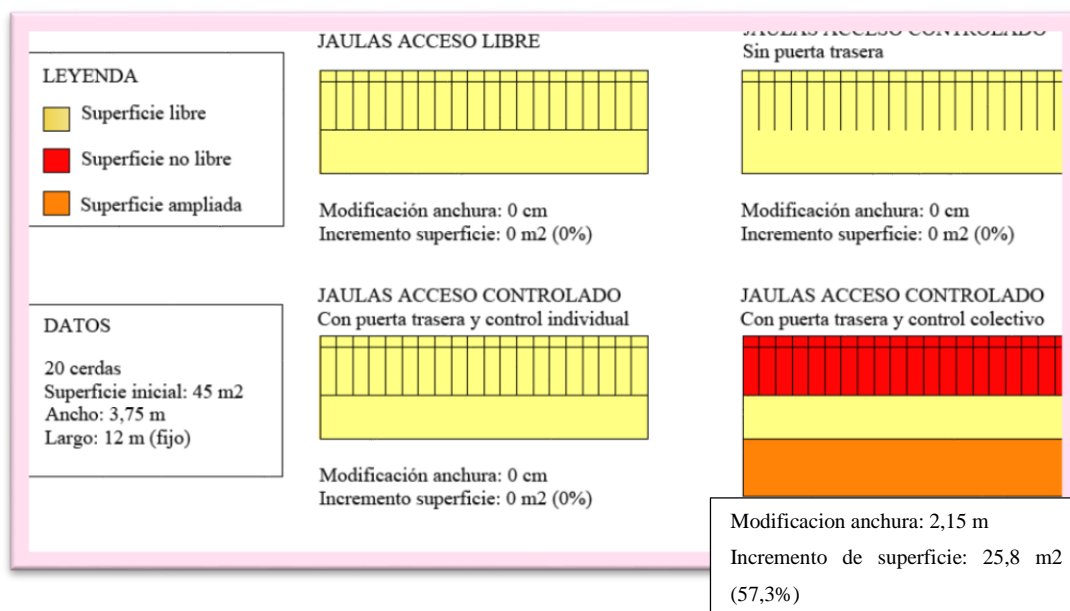 JAULAS ACCESO LIBRE
JAULAS ACCESO CONTROLADO
Sin puerta trasera
LEYENDA
Superficie libre
Superficie no libre
Superficie ampliada
Modificación anchura: 0 cm
Incremento superficie: 0 m2 (0%)
Modificación anchura: 0 cm
Incremento superficie: 0 m2 (0%)
DATOS
20 cerdas
Superficie inicial: 45 m2
Ancho: 3,75 m
Largo: 12 m (fijo)
JAULAS ACCESO CONTROLADO
Con puerta trasera y control individual
JAULAS ACCESO CONTROLADO
Con puerta trasera y control colectivo
Modificación anchura: 0 cm
Incremento superficie: 0 m2 (0%)
Modificacion anchura: 2,15 m
Incremento de superficie: 25,8 m2
(57,3%)